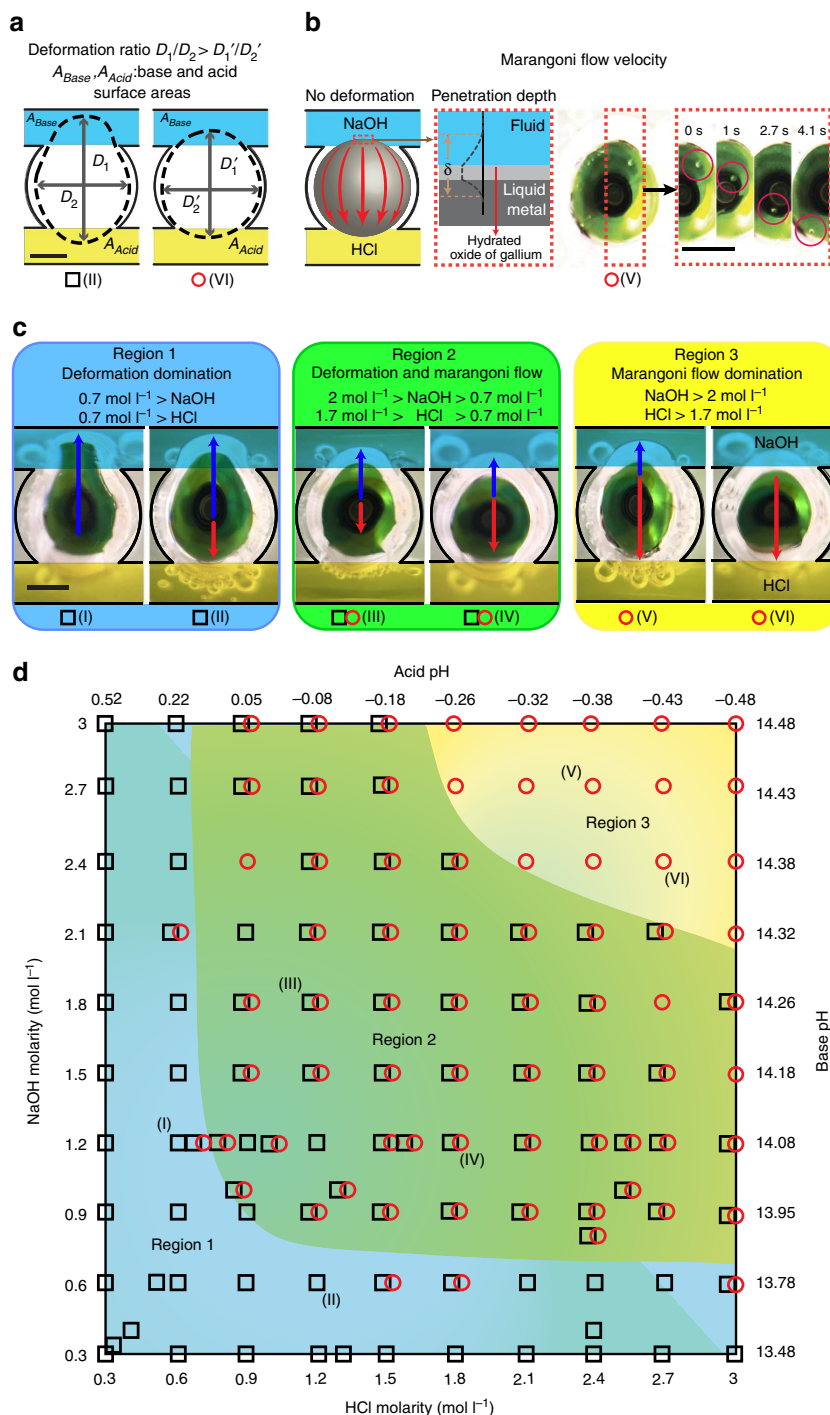 a
Deformation ratio D₁/D₂ > D₁′/D₂′
A_Base, A_Acid: base and acid
surface areas
A_Base
A_Base
D₁
D₁′
D₂
D₂′
A_Acid
A_Acid
(II)
(VI)
b
Marangoni flow velocity
No deformation
Penetration depth
NaOH
Fluid
δ
Liquid
metal
HCl
Hydrated
oxide of gallium
0 s
1 s
2.7 s
4.1 s
(V)
c
Region 1
Deformation domination
0.7 mol l⁻¹ > NaOH
0.7 mol l⁻¹ > HCl
(I)
(II)
Region 2
Deformation and marangoni flow
2 mol l⁻¹ > NaOH > 0.7 mol l⁻¹
1.7 mol l⁻¹ > HCl > 0.7 mol l⁻¹
(III)
(IV)
Region 3
Marangoni flow domination
NaOH > 2 mol l⁻¹
HCl > 1.7 mol l⁻¹
NaOH
HCl
(V)
(VI)
d
Acid pH
0.52 0.22 0.05 −0.08 −0.18 −0.26 −0.32 −0.38 −0.43 −0.48
3 14.48
(V)
2.7 14.43
Region 3
2.4 14.38
(VI)
2.1 14.32
(III)
1.8 14.26
Region 2
1.5 14.18
(I)
1.2 14.08
(IV)
0.9 13.95
Region 1
0.6 13.78
(II)
0.3 13.48
0.3 0.6 0.9 1.2 1.5 1.8 2.1 2.4 2.7 3
HCl molarity (mol l⁻¹)
NaOH molarity (mol l⁻¹)
Base pH